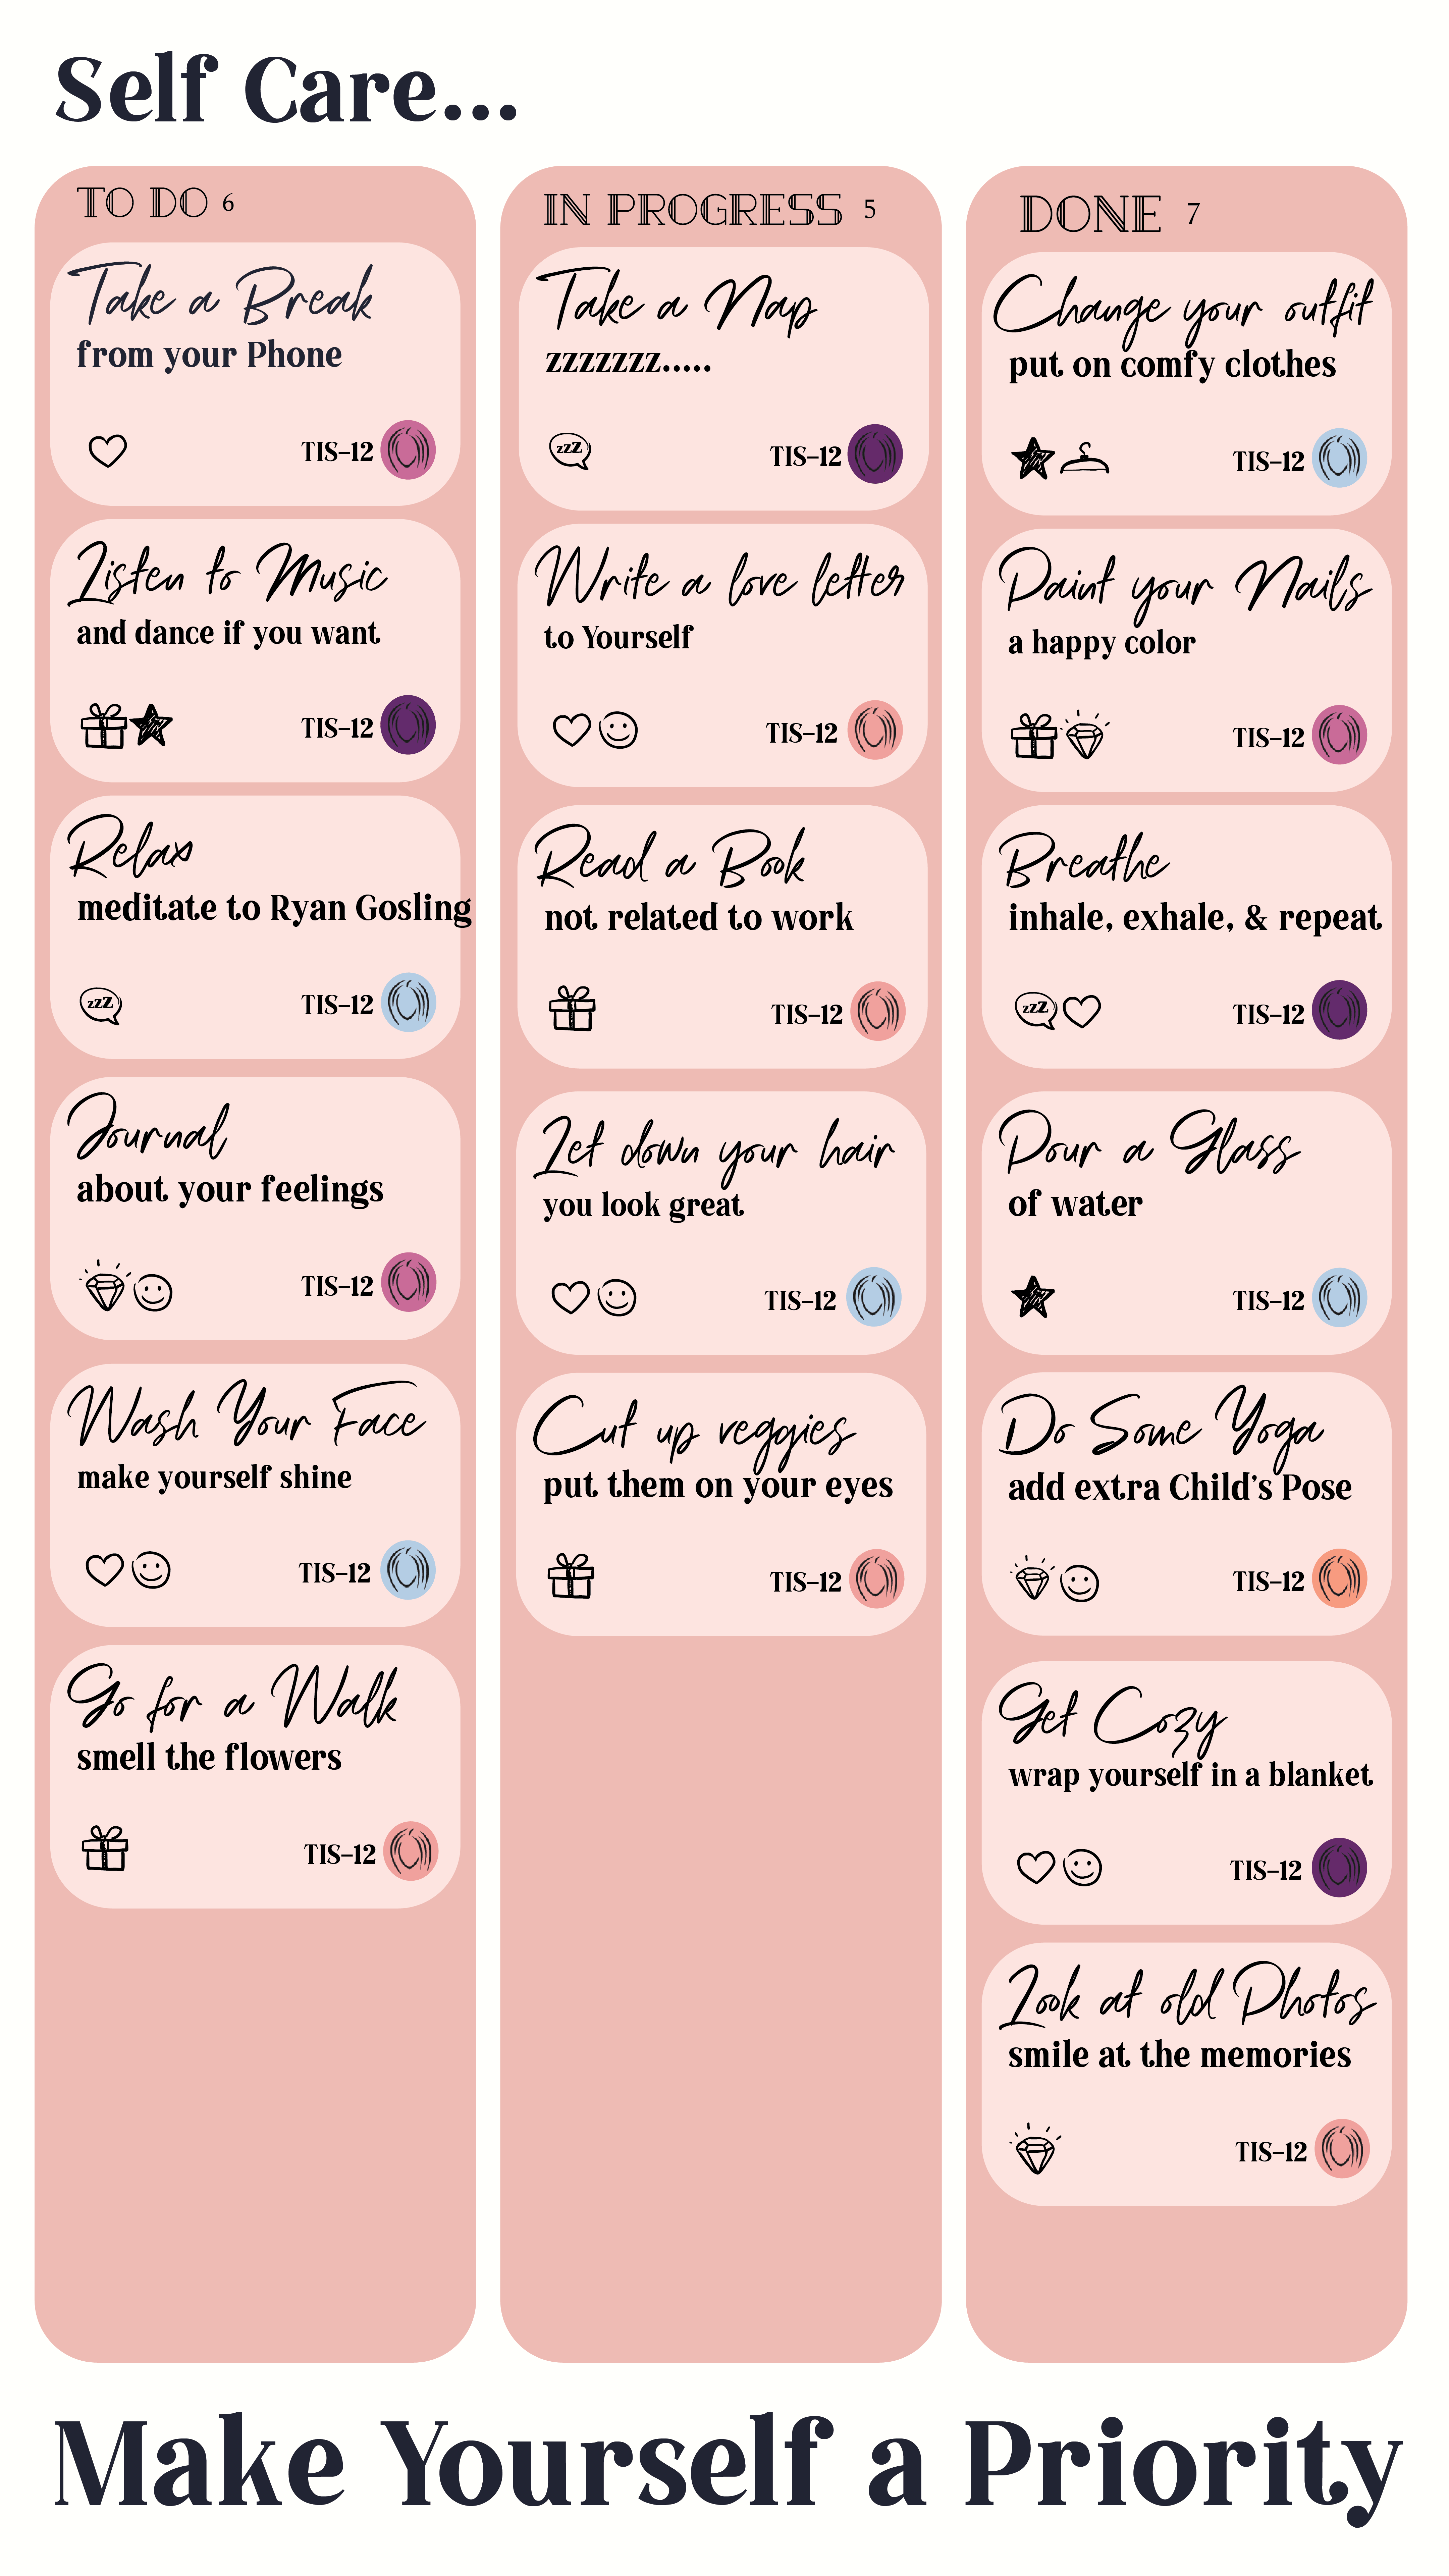 Self Care...
TO DO 6
Take a Break
from your Phone
TIS-12
Listen to Music
and dance if you want
TIS-12
Relax
meditate to Ryan Gosling
zzZ
TIS-12
Journal
about your feelings
TIS-12
Wash Your Face
make yourself shine
TIS-12
Go for a Walk
smell the flowers
TIS-12
IN PROGRESS 5
Take a Nap
zzzzzzz.....
zzZ
TIS-12
Write a love letter
to Yourself
TIS-12
Read a Book
not related to work
TIS-12
Let down your hair
you look great
TIS-12
Cut up veggies
put them on your eyes
TIS-12
DONE 7
Change your outfit
put on comfy clothes
TIS-12
Paint your Nails
a happy color
TIS-12
Breathe
inhale, exhale, & repeat
zzZ
TIS-12
Pour a Glass
of water
TIS-12
Do Some Yoga
add extra Child's Pose
TIS-12
Get Cozy
wrap yourself in a blanket
TIS-12
Look at old Photos
smile at the memories
TIS-12
Make Yourself a Priority